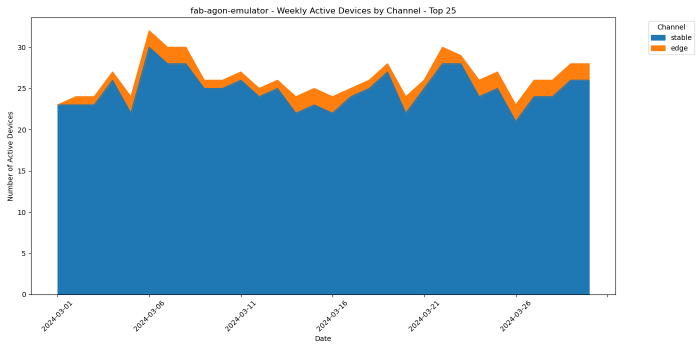 fab-agon-emulator - Weekly Active Devices by Channel - Top 25
Channel
stable
edge
Number of Active Devices
30
25
20
15
10
5
0
2024-03-01
2024-03-06
2024-03-11
2024-03-16
2024-03-21
2024-03-26
Date